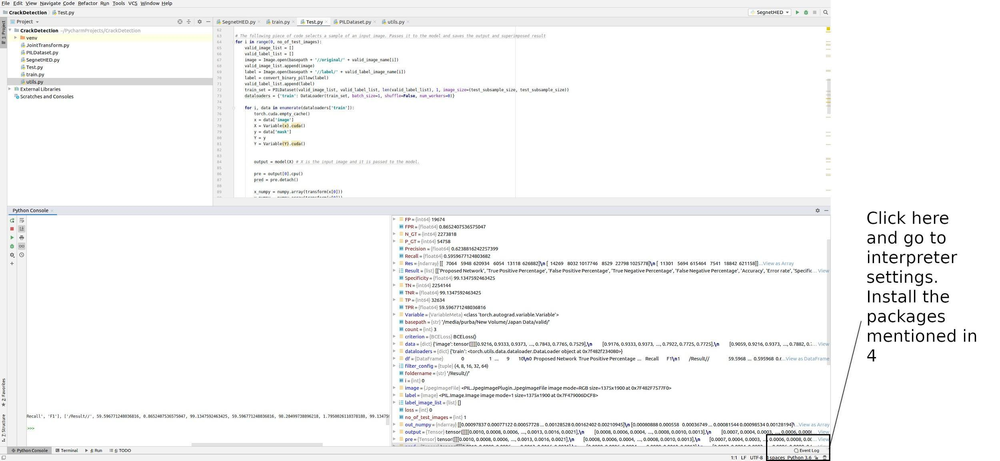 File Edit View Navigate Code Refactor Run Tools VCS Window Help
CrackDetection Test.py
SegnetHED
Project
SegnetHED.py train.py Test.py PILDataset.py utils.py
1: Project
CrackDetection ~/PycharmProjects/CrackDetection
venv
JointTransform.py
PILDataset.py
SegnetHED.py
Test.py
train.py
utils.py
External Libraries
Scratches and Consoles
62
63 # The following piece of code selects a sample of an input image. Passes it to the model and saves the output and superimposed result
64 for i in range(0, no_of_test_images):
65 valid_image_list = []
66 valid_label_list = []
67 image = Image.open(basepath + '//original/' + valid_image_name[i])
68 valid_image_list.append(image)
69 label = Image.open(basepath + '//label/' + valid_label_image_name[i])
70 label = convert_binary_pillow(label)
71 valid_label_list.append(label)
72 train_set = PILDataset(valid_image_list, valid_label_list, len(valid_label_list), 1, image_size=(test_subsample_size, test_subsample_size))
73 dataloaders = {'train': DataLoader(train_set, batch_size=1, shuffle=False, num_workers=0)}
74
75 for i, data in enumerate(dataloaders['train']):
76 torch.cuda.empty_cache()
77 x = data['image']
78 X = Variable(x).cuda()
79 y = data['mask']
80 Y = y
81 Y = Variable(Y).cuda()
82
83
84 output = model(X) # X is the input image and it is passed to the model.
85
86 pre = output[0].cpu()
87 pred = pre.detach()
88
89 x_numpy = numpy.array(transform(x[0]))
Python Console
FP = {int64} 19674
FPR = {float64} 0.8652407536575047
N_GT = {int64} 2273818
P_GT = {int64} 54758
Precision = {float64} 0.6238816242257399
Recall = {float64} 0.5959677124803682
Res = {ndarray} [[ 7064 5948 620934 6054 13118 626882]\n [ 14269 8032 1017746 8529 22798 1025778]\n [ 11301 5694 615464 7541 18842 621158]] ...View as Array
Result = {list} [['Proposed Network', 'True Positive Percentage', 'False Positive Percentage', 'True Negative Percentage', 'False Negative Percentage', 'Accuracy', 'Error rate', 'Specific... View
Specificity = {float64} 99.1347592463425
TN = {int64} 2254144
TNR = {float64} 99.1347592463425
TP = {int64} 32634
TPR = {float64} 59.596771248036816
Variable = {VariableMeta} <class 'torch.autograd.variable.Variable'>
basepath = {str} '/media/purba/New Volume/Japan Data/valid/'
count = {int} 3
criterion = {BCELoss} BCELoss()
data = {dict} {'image': tensor([[[[0.9216, 0.9333, 0.9373, ..., 0.7843, 0.7765, 0.7529],\n [0.9176, 0.9333, 0.9373, ..., 0.7922, 0.7725, 0.7725],\n [0.9059, 0.9216, 0.9373, ..., 0.7882, 0.7... View
dataloaders = {dict} {'train': <torch.utils.data.dataloader.DataLoader object at 0x7f482f234080>}
df = {DataFrame} 0 1 ... 9 10\n0 Proposed Network True Positive Percentage ... Recall F1\n1 /Result// 59.5968 ... 0.595968 0.6...View as DataFrame
filter_config = {tuple} (4, 8, 16, 32, 64)
foldername = {str} '/Result//'
i = {int} 0
image = {JpegImageFile} <PIL.JpegImagePlugin.JpegImageFile image mode=RGB size=1375x1900 at 0x7F482F7577F0>
label = {Image} <PIL.Image.Image image mode=1 size=1375x1900 at 0x7F479006DCF8>
label_image_list = {list} []
loss = {int} 0
no_of_test_images = {int} 1
out_numpy = {ndarray} [[0.00097837 0.00077122 0.00057728 ... 0.00128528 0.00162402 0.00210945]\n [0.00080888 0.000558 0.00036749 ... 0.00081544 0.00098534 0.00128194]\...View as Array
output = {Tensor} tensor([[[[0.0010, 0.0008, 0.0006, ..., 0.0013, 0.0016, 0.0021],\n [0.0008, 0.0006, 0.0004, ..., 0.0008, 0.0010, 0.0013],\n [0.0007, 0.0004, 0.0003, ..., 0.0006, 0.0008... View
pre = {Tensor} tensor([[[0.0010, 0.0008, 0.0006, ..., 0.0013, 0.0016, 0.0021],\n [0.0008, 0.0006, 0.0004, ..., 0.0008, 0.0010, 0.0013],\n [0.0007, 0.0004, 0.0003, ..., 0.0006, 0.0008, 0.00... View
Recall', 'F1'], ['/Result//', 59.596771248036816, 0.8652407536575047, 99.1347592463425, 59.596771248036816, 98.20499738896218, 1.7950026110378188, 99.13475
>>>
2: Favorites
7: Structure
Python Console Terminal 4: Run 6: TODO
Event Log
1:1 LF UTF-8 4 spaces Python 3.6
Click here
and go to
interpreter
settings.
Install the
packages
mentioned in
4